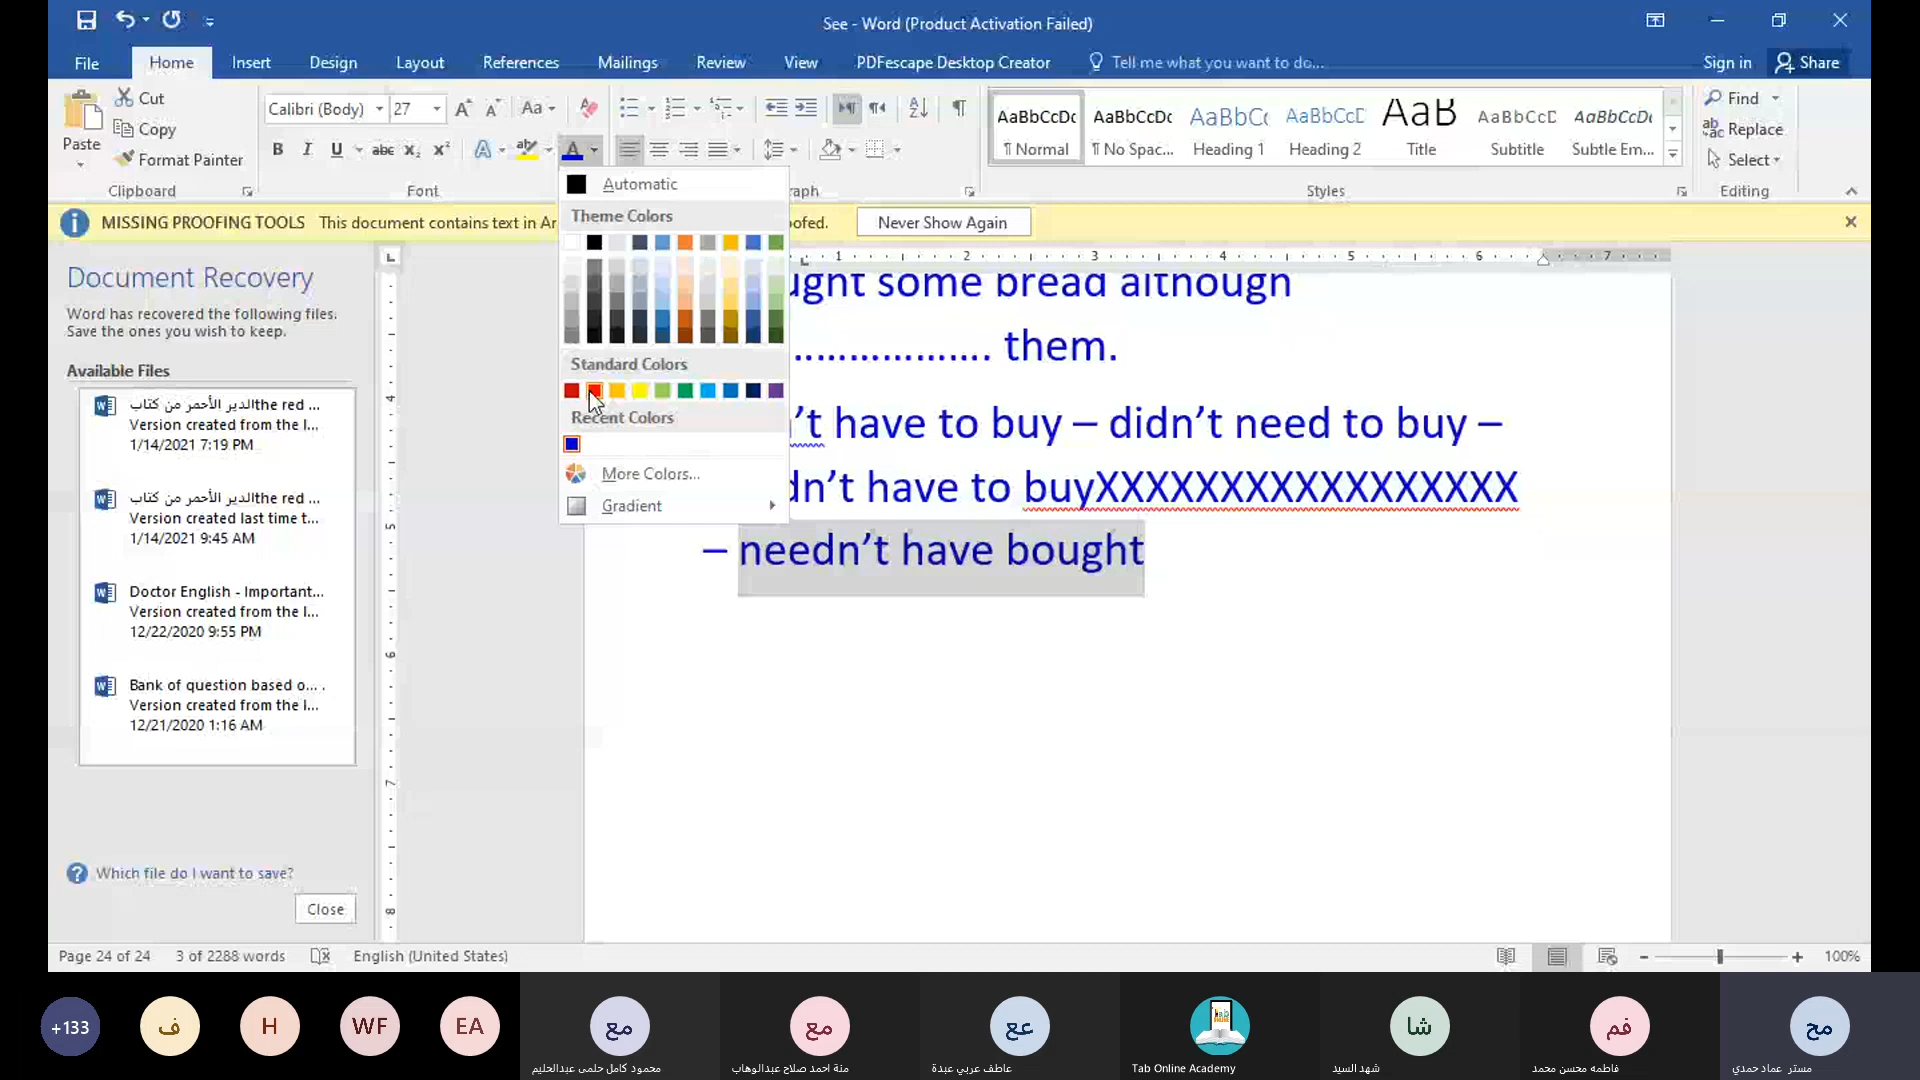 See - Word (Product Activation Failed)
File Home Insert Design Layout References Mailings Review View PDFescape Desktop Creator Tell me what you want to do... Sign in Share
Paste Cut Copy Format Painter
Calibri (Body) 27
AaBbCcDc AaBbCcDc AaBbC AaBbCcD AaB AaBbCcD AaBbCcDt
¶ Normal ¶ No Spac... Heading 1 Heading 2 Title Subtitle Subtle Em...
Find Replace Select
Clipboard Font Styles Editing
MISSING PROOFING TOOLS This document contains text in Ar
Never Show Again
Automatic
Theme Colors
Standard Colors
Recent Colors
More Colors...
Gradient
Document Recovery
Word has recovered the following files.
Save the ones you wish to keep.
Available Files
الدير الأحمر من كتاب the red ...
Version created from the l...
1/14/2021 7:19 PM
الدير الأحمر من كتاب the red ...
Version created last time t...
1/14/2021 9:45 AM
Doctor English - Important...
Version created from the l...
12/22/2020 9:55 PM
Bank of question based o... .
Version created from the l...
12/21/2020 1:16 AM
Which file do I want to save?
Close
ught some bread although
................... them.
’t have to buy – didn’t need to buy –
dn’t have to buyXXXXXXXXXXXXXXXXX
– needn’t have bought
Page 24 of 24 3 of 2288 words English (United States) 100%
+133 ف H WF EA مع مع عع شا فم مح
محمود كامل حلمى عبدالحليم
منة احمد صلاح عبدالوهاب
عاطف عربي عبدة
Tab Online Academy
شهد السيد
فاطمه محسن محمد
مستر عماد حمدي